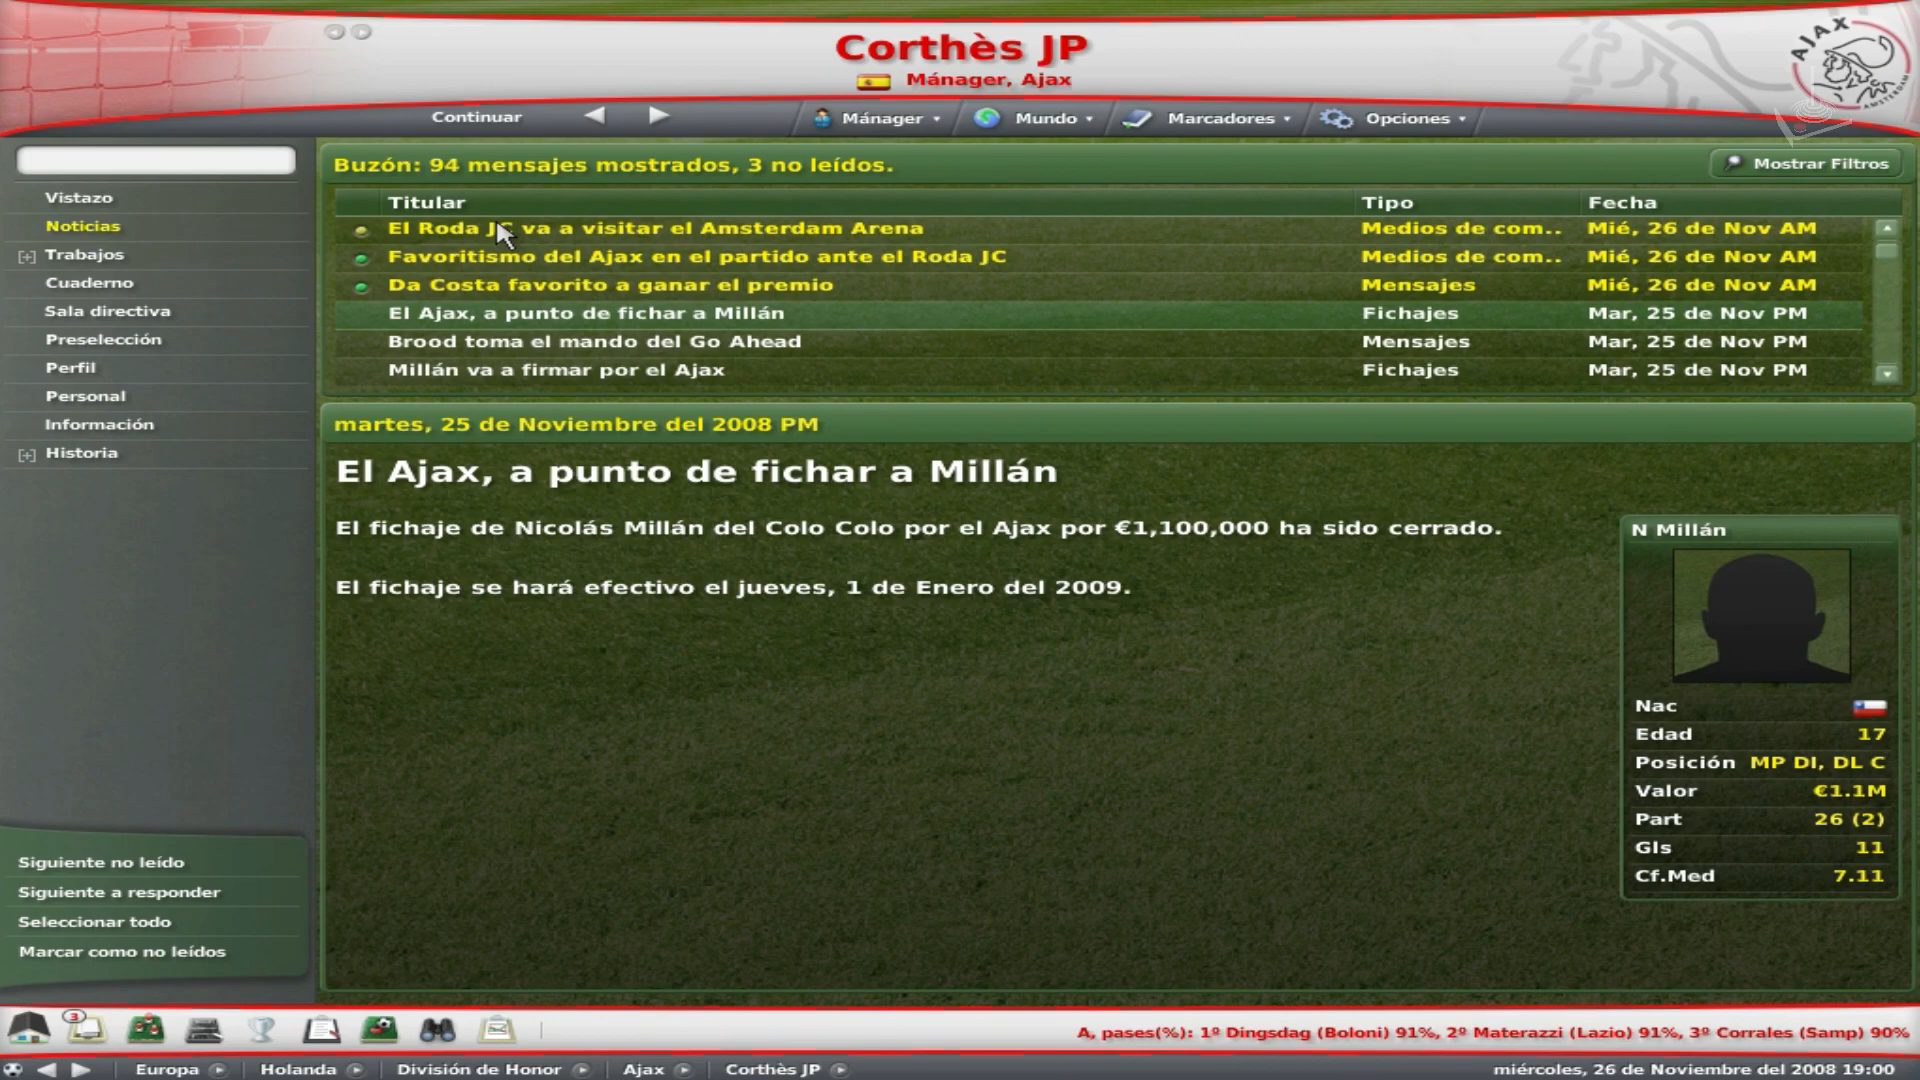 Corthès JP
Mánager, Ajax
AJAX
AMSTERDAM
Continuar
Mánager
Mundo
Marcadores
Opciones
Vistazo
Noticias
[+] Trabajos
Cuaderno
Sala directiva
Preselección
Perfil
Personal
Información
[+] Historia
Buzón: 94 mensajes mostrados, 3 no leídos.
Mostrar Filtros
Titular Tipo Fecha
El Roda JC va a visitar el Amsterdam Arena Medios de com.. Mié, 26 de Nov AM
Favoritismo del Ajax en el partido ante el Roda JC Medios de com.. Mié, 26 de Nov AM
Da Costa favorito a ganar el premio Mensajes Mié, 26 de Nov AM
El Ajax, a punto de fichar a Millán Fichajes Mar, 25 de Nov PM
Brood toma el mando del Go Ahead Mensajes Mar, 25 de Nov PM
Millán va a firmar por el Ajax Fichajes Mar, 25 de Nov PM
martes, 25 de Noviembre del 2008 PM
El Ajax, a punto de fichar a Millán
El fichaje de Nicolás Millán del Colo Colo por el Ajax por €1,100,000 ha sido cerrado.
El fichaje se hará efectivo el jueves, 1 de Enero del 2009.
N Millán
Nac
Edad 17
Posición MP DI, DL C
Valor €1.1M
Part 26 (2)
Gls 11
Cf.Med 7.11
Siguiente no leído
Siguiente a responder
Seleccionar todo
Marcar como no leídos
3
A, pases(%): 1º Dingsdag (Boloni) 91%, 2º Materazzi (Lazio) 91%, 3º Corrales (Samp) 90%
Europa
Holanda
División de Honor
Ajax
Corthès JP
miércoles, 26 de Noviembre del 2008 19:00